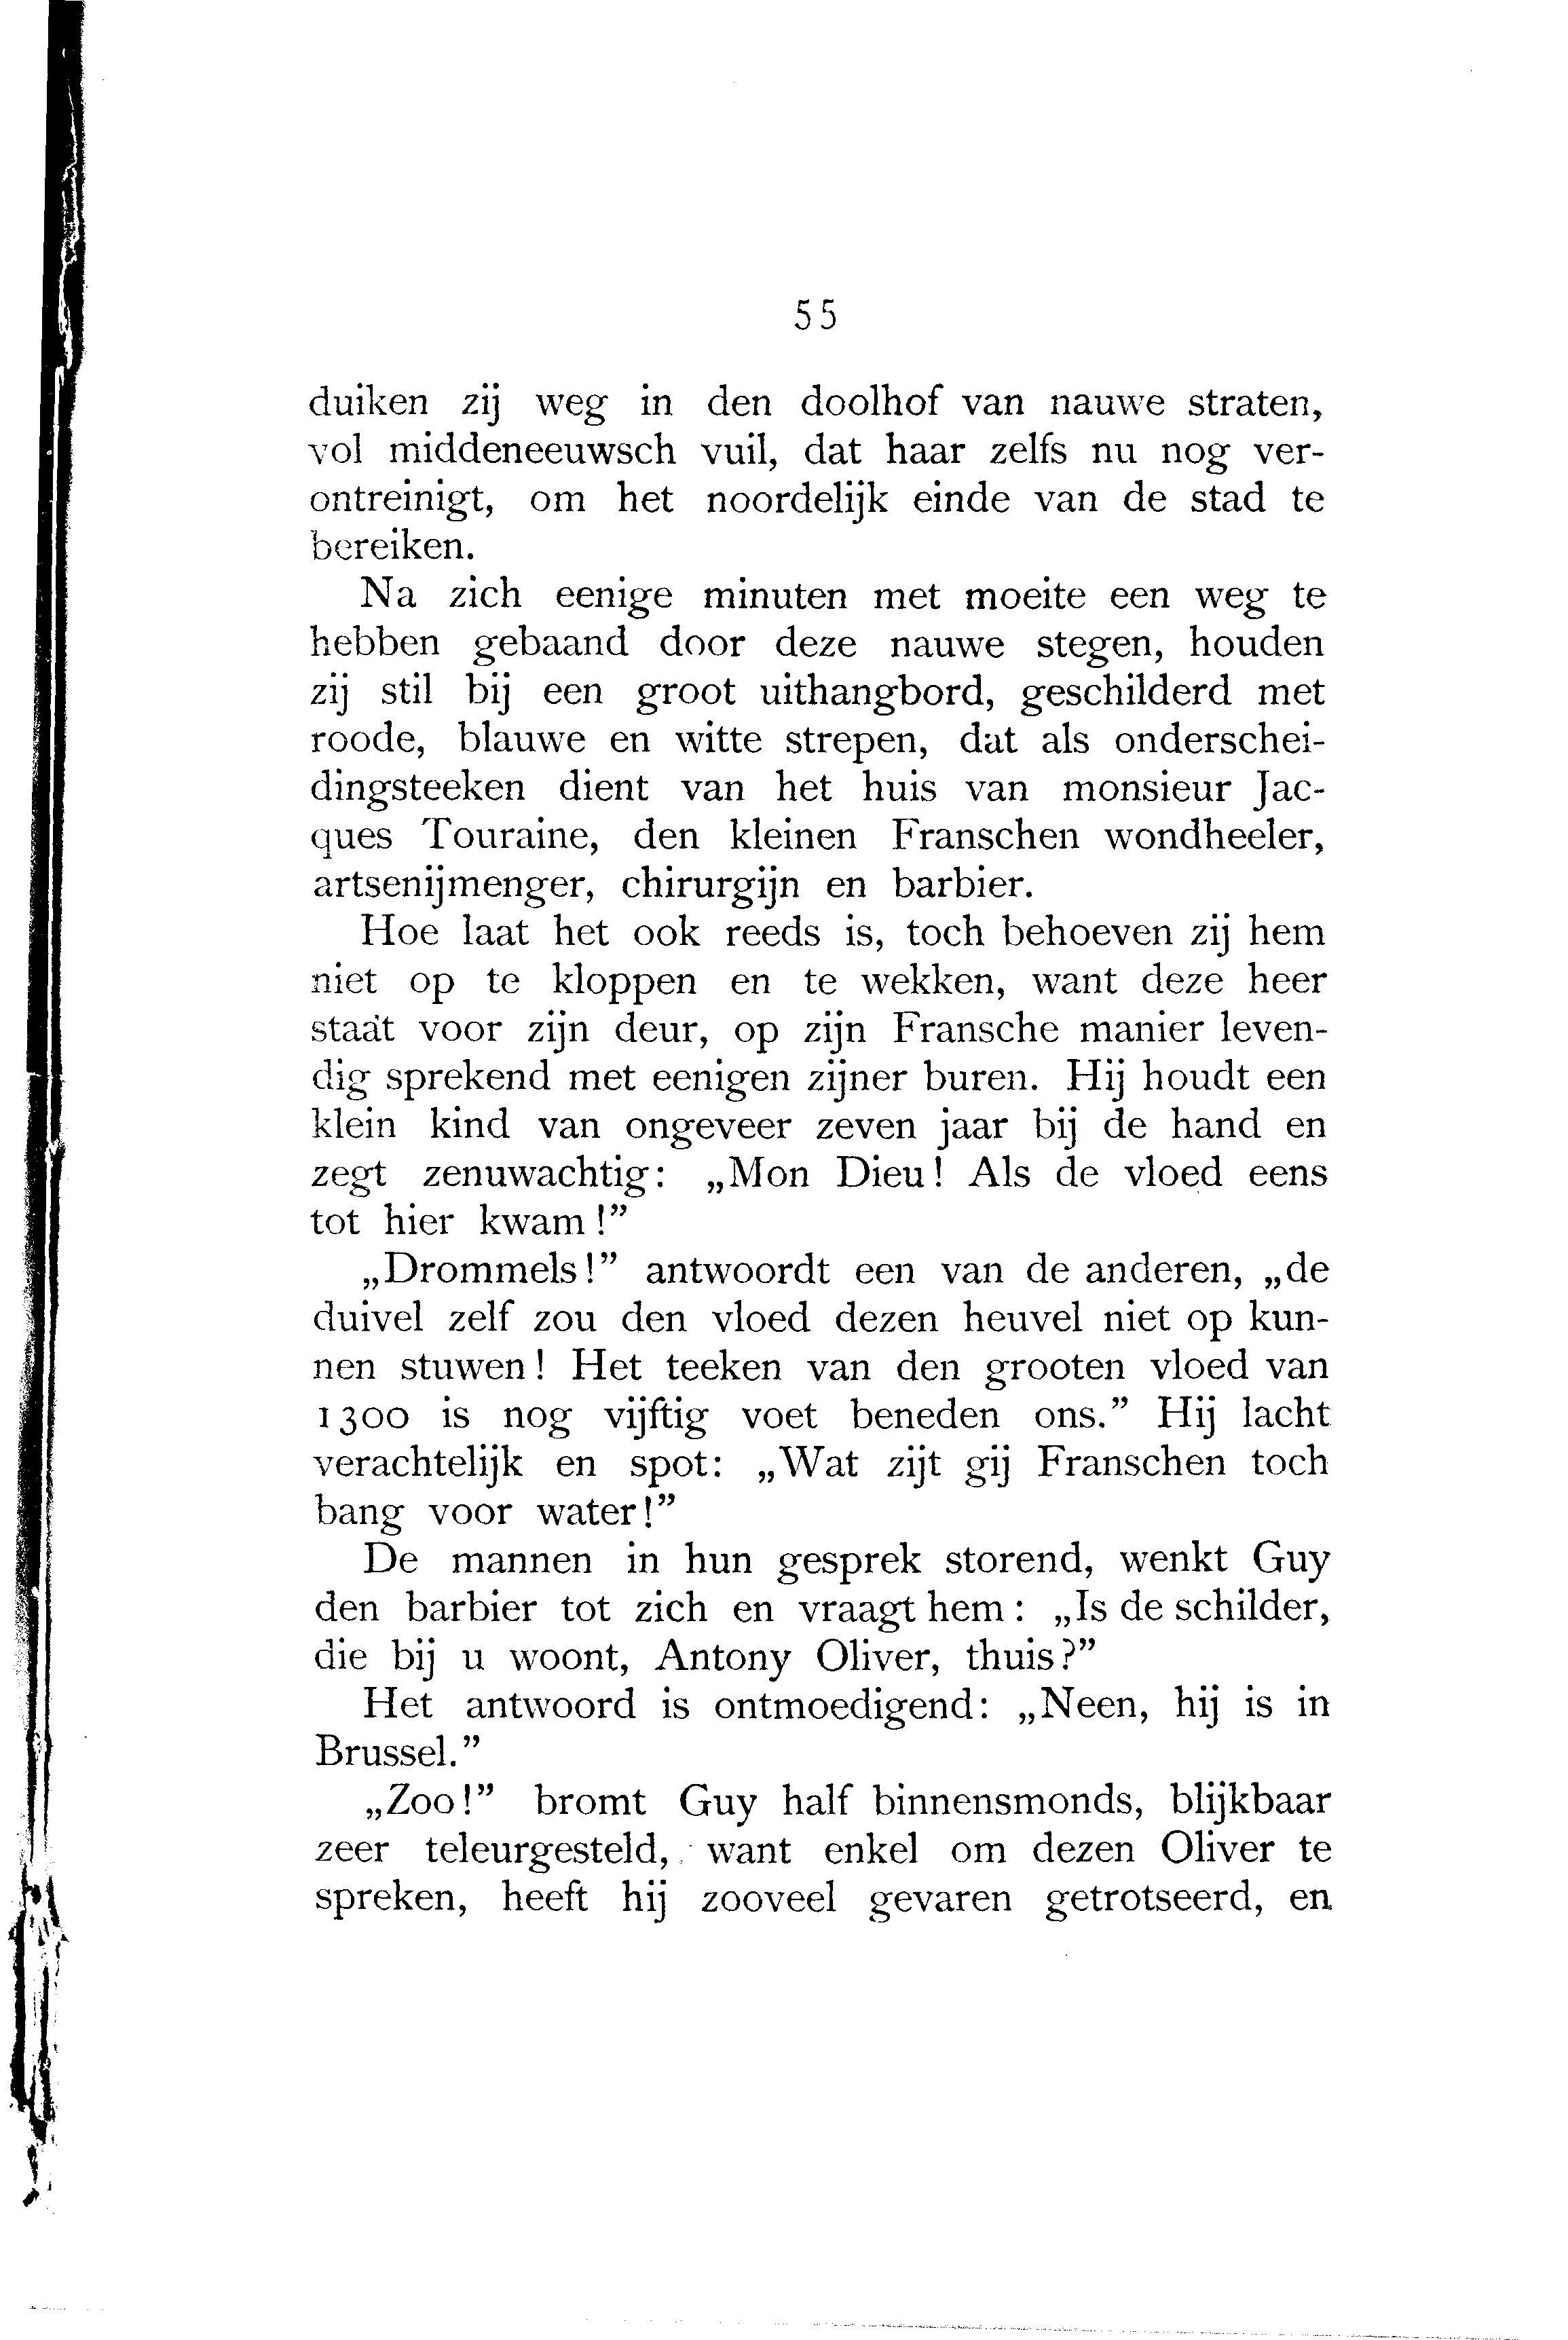 55
duiken zij weg in den doolhof van nauwe straten,
vol middeneeuwsch vuil, dat haar zelfs nu nog ver-
ontreinigt, om het noordelijk einde van de stad te
bereiken.
Na zich eenige minuten met moeite een weg te
hebben gebaand door deze nauwe stegen, houden
zij stil bij een groot uithangbord, geschilderd met
roode, blauwe en witte strepen, dat als onderschei-
dingsteeken dient van het huis van monsieur Jac-
ques Touraine, den kleinen Franschen wondheeler,
artsenijmenger, chirurgijn en barbier.
Hoe laat het ook reeds is, toch behoeven zij hem
niet op te kloppen en te wekken, want deze heer
staat voor zijn deur, op zijn Fransche manier leven-
dig sprekend met eenigen zijner buren. Hij houdt een
klein kind van ongeveer zeven jaar bij de hand en
zegt zenuwachtig: „Mon Dieu! Als de vloed eens
tot hier kwam!”
„Drommels!” antwoordt een van de anderen, „de
duivel zelf zou den vloed dezen heuvel niet op kun-
nen stuwen! Het teeken van den grooten vloed van
1300 is nog vijftig voet beneden ons.” Hij lacht
verachtelijk en spot: „Wat zijt gij Franschen toch
bang voor water!”
De mannen in hun gesprek storend, wenkt Guy
den barbier tot zich en vraagt hem: „Is de schilder,
die bij u woont, Antony Oliver, thuis?”
Het antwoord is ontmoedigend: „Neen, hij is in
Brussel.”
„Zoo!” bromt Guy half binnensmonds, blijkbaar
zeer teleurgesteld, want enkel om dezen Oliver te
spreken, heeft hij zooveel gevaren getrotseerd, en